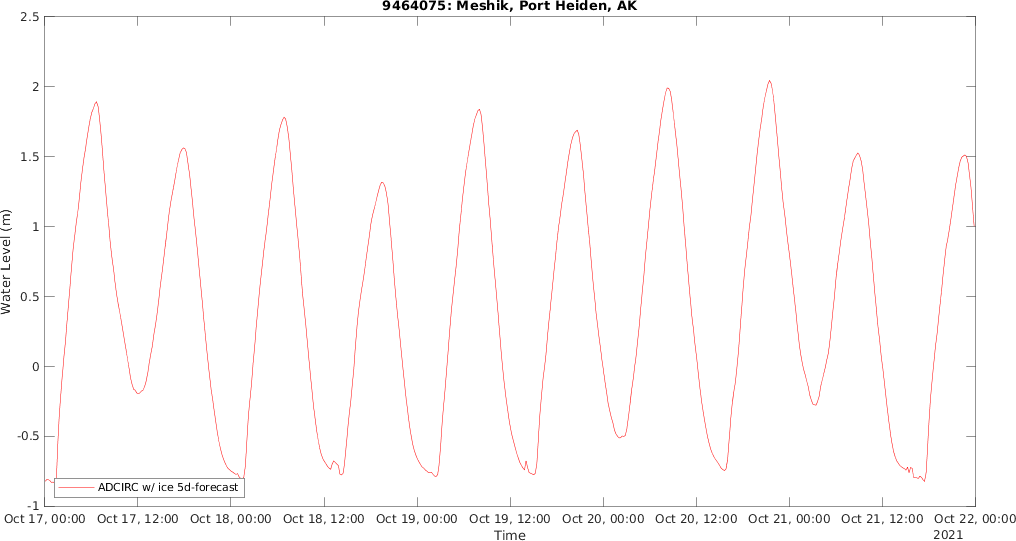 9464075: Meshik, Port Heiden, AK
2.5
2
1.5
1
0.5
0
-0.5
-1
Water Level (m)
ADCIRC w/ ice 5d-forecast
Oct 17, 00:00 Oct 17, 12:00 Oct 18, 00:00 Oct 18, 12:00 Oct 19, 00:00 Oct 19, 12:00 Oct 20, 00:00 Oct 20, 12:00 Oct 21, 00:00 Oct 21, 12:00 Oct 22, 00:00
Time
2021